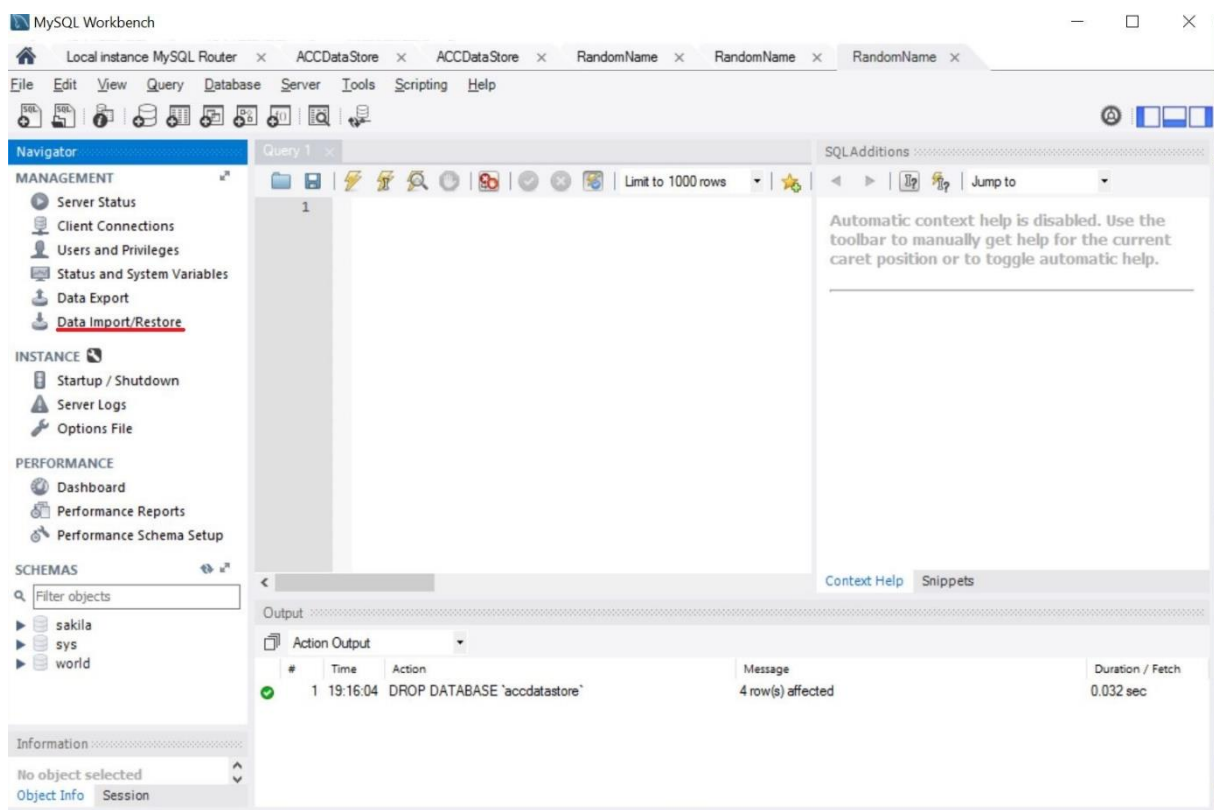 MySQL Workbench
Local instance MySQL Router ACCDataStore ACCDataStore RandomName RandomName RandomName
File Edit View Query Database Server Tools Scripting Help
Navigator
MANAGEMENT
Server Status
Client Connections
Users and Privileges
Status and System Variables
Data Export
Data Import/Restore
INSTANCE
Startup / Shutdown
Server Logs
Options File
PERFORMANCE
Dashboard
Performance Reports
Performance Schema Setup
SCHEMAS
Filter objects
sakila
sys
world
Information
No object selected
Object Info Session
Query 1
Limit to 1000 rows
1
SQLAdditions
Jump to
Automatic context help is disabled. Use the
toolbar to manually get help for the current
caret position or to toggle automatic help.
Context Help Snippets
Output
Action Output
# Time Action Message Duration / Fetch
1 19:16:04 DROP DATABASE `accdatastore` 4 row(s) affected 0.032 sec